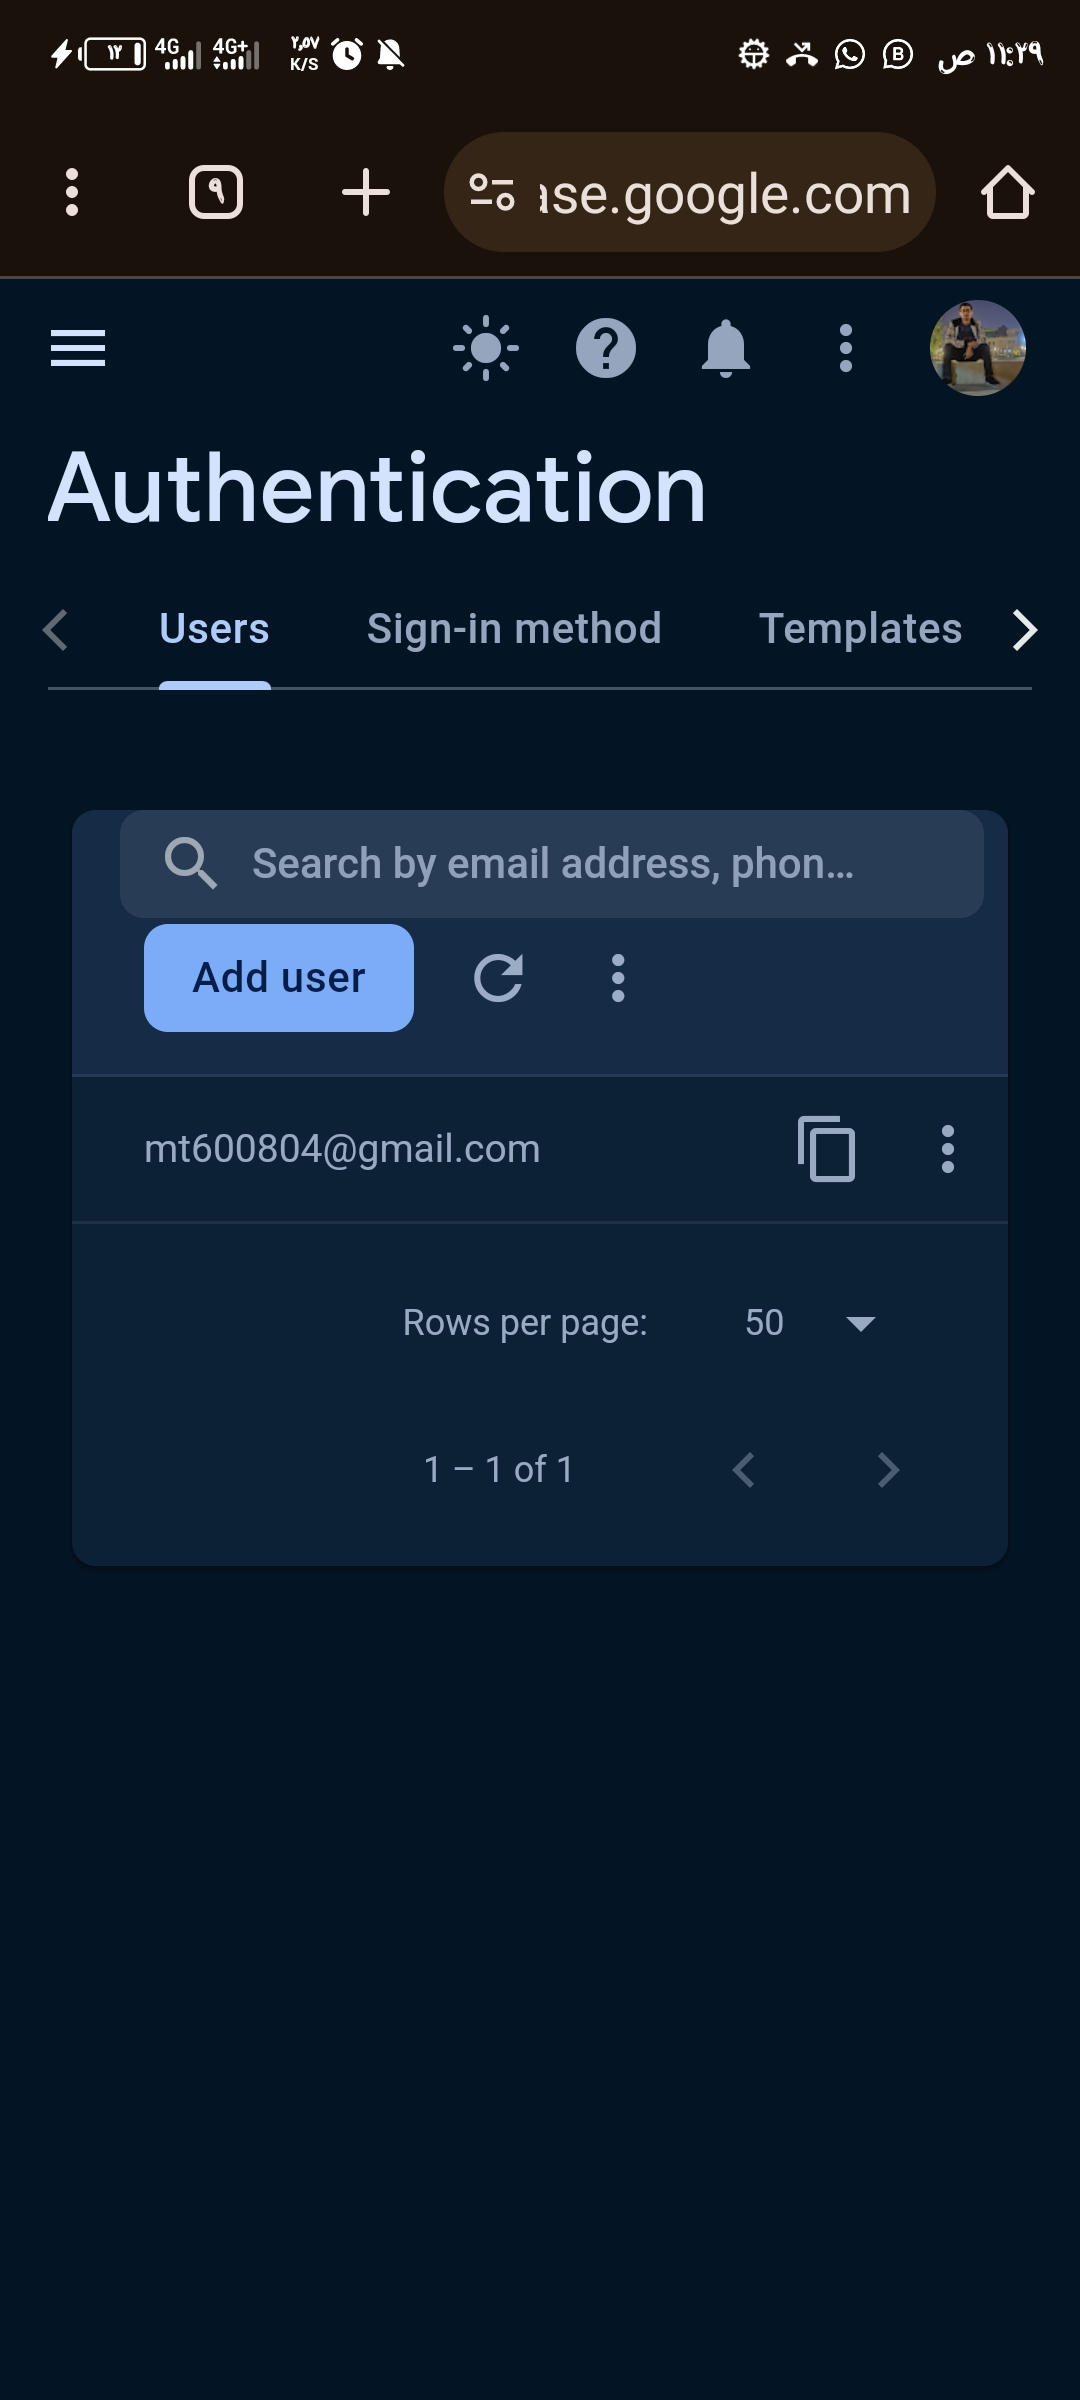 ١٢ 4G 4G+ ٢,٥٧ K/S ١١:٢٩ ص
٩ ase.google.com
Authentication
Users Sign-in method Templates
Search by email address, phon...
Add user
mt600804@gmail.com
Rows per page: 50
1 – 1 of 1